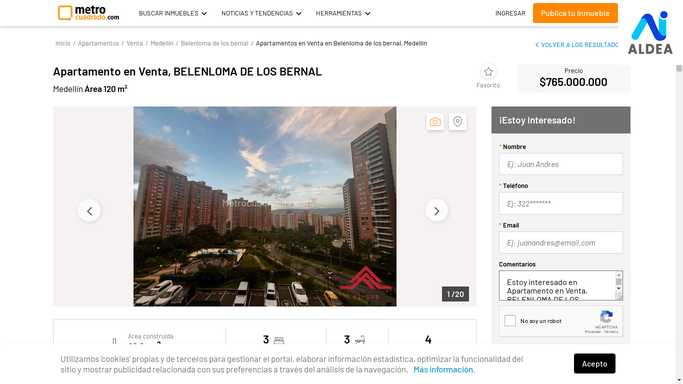 metro
cuadrado.com
BUSCAR INMUEBLES
NOTICIAS Y TENDENCIAS
HERRAMIENTAS
INGRESAR
Publica tu Inmueble
AIDEA
ALDEA
Inicio / Apartamentos / Venta / Medellín / Belenloma de los bernal / Apartamentos en Venta en Belenloma de los bernal, Medellín
VOLVER A LOS RESULTADO
Apartamento en Venta, BELENLOMA DE LOS BERNAL
Medellín Área 120 m²
Favorito
Precio
$765.000.000
1 / 20
¡Estoy Interesado!
* Nombre
Ej: Juan Andres
* Teléfono
Ej: 322*******
* Email
Ej: juanandres@email.com
Comentarios
Estoy interesado en
Apartamento en Venta,
BELENLOMA DE LOS
No soy un robot
reCAPTCHA
Privacidad - Términos
Área construida
3
3
4
Utilizamos 'cookies' propias y de terceros para gestionar el portal, elaborar información estadística, optimizar la funcionalidad del
sitio y mostrar publicidad relacionada con sus preferencias a través del análisis de la navegación. Más información.
Acepto